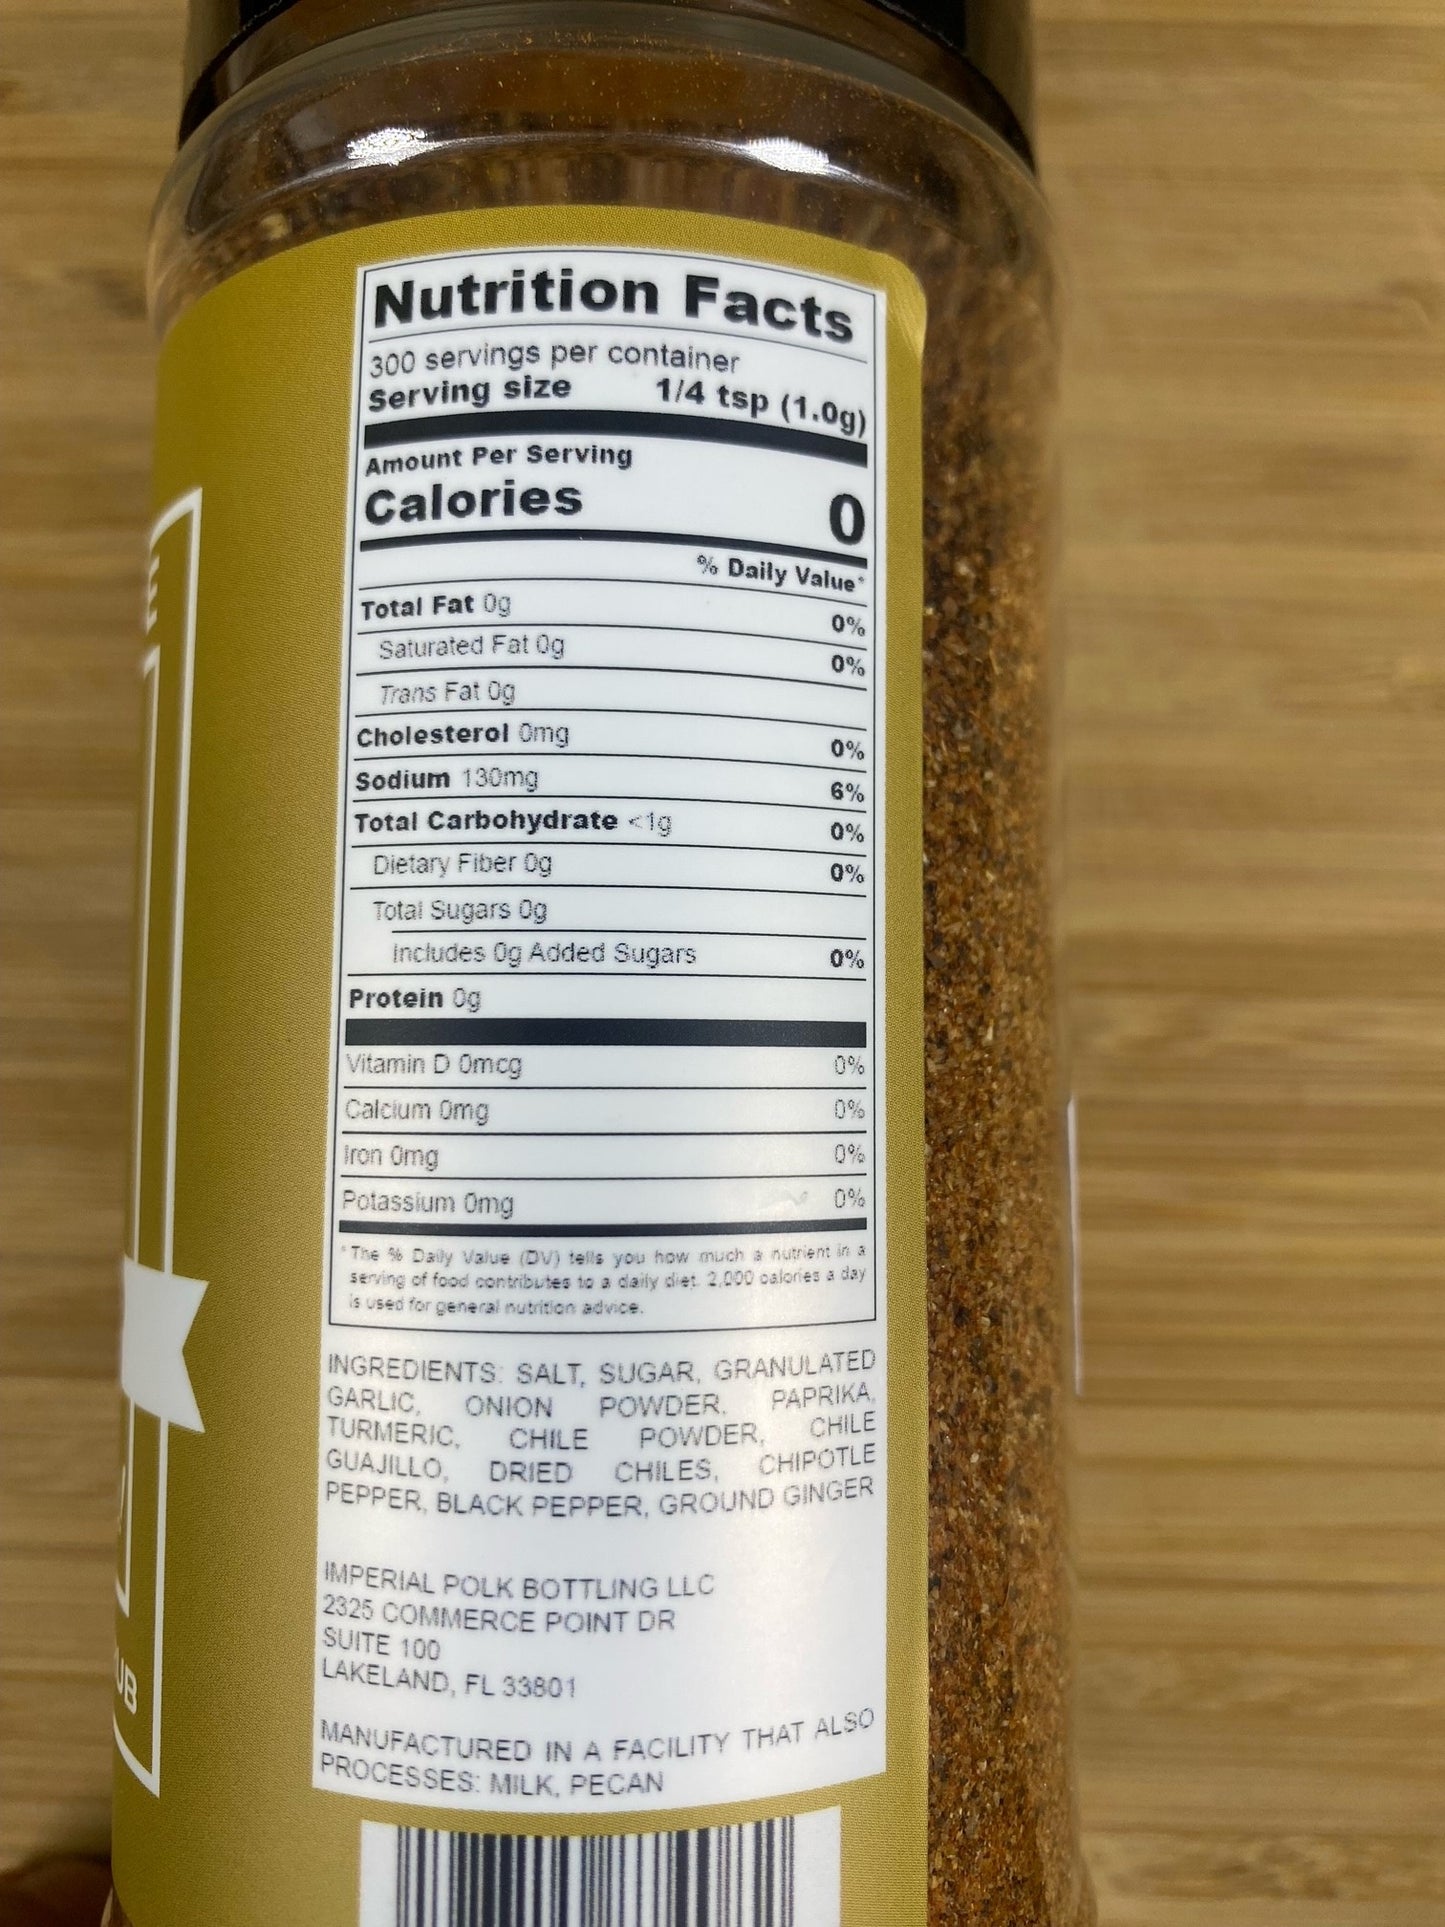 Nutrition Facts
300 servings per container
Serving size 1/4 tsp (1.0g)
Amount Per Serving
Calories 0
% Daily Value*
Total Fat 0g 0%
Saturated Fat 0g 0%
Trans Fat 0g
Cholesterol 0mg 0%
Sodium 130mg 6%
Total Carbohydrate <1g 0%
Dietary Fiber 0g 0%
Total Sugars 0g
Includes 0g Added Sugars 0%
Protein 0g
Vitamin D 0mcg 0%
Calcium 0mg 0%
Iron 0mg 0%
Potassium 0mg 0%
* The % Daily Value (DV) tells you how much a nutrient in a
serving of food contributes to a daily diet. 2,000 calories a day
is used for general nutrition advice.
INGREDIENTS: SALT, SUGAR, GRANULATED
GARLIC, ONION POWDER, PAPRIKA,
TURMERIC, CHILE POWDER, CHILE
GUAJILLO, DRIED CHILES, CHIPOTLE
PEPPER, BLACK PEPPER, GROUND GINGER
IMPERIAL POLK BOTTLING LLC
2325 COMMERCE POINT DR
SUITE 100
LAKELAND, FL 33801
MANUFACTURED IN A FACILITY THAT ALSO
PROCESSES: MILK, PECAN